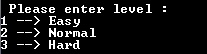 Please enter level :
1 --> Easy
2 --> Normal
3 --> Hard